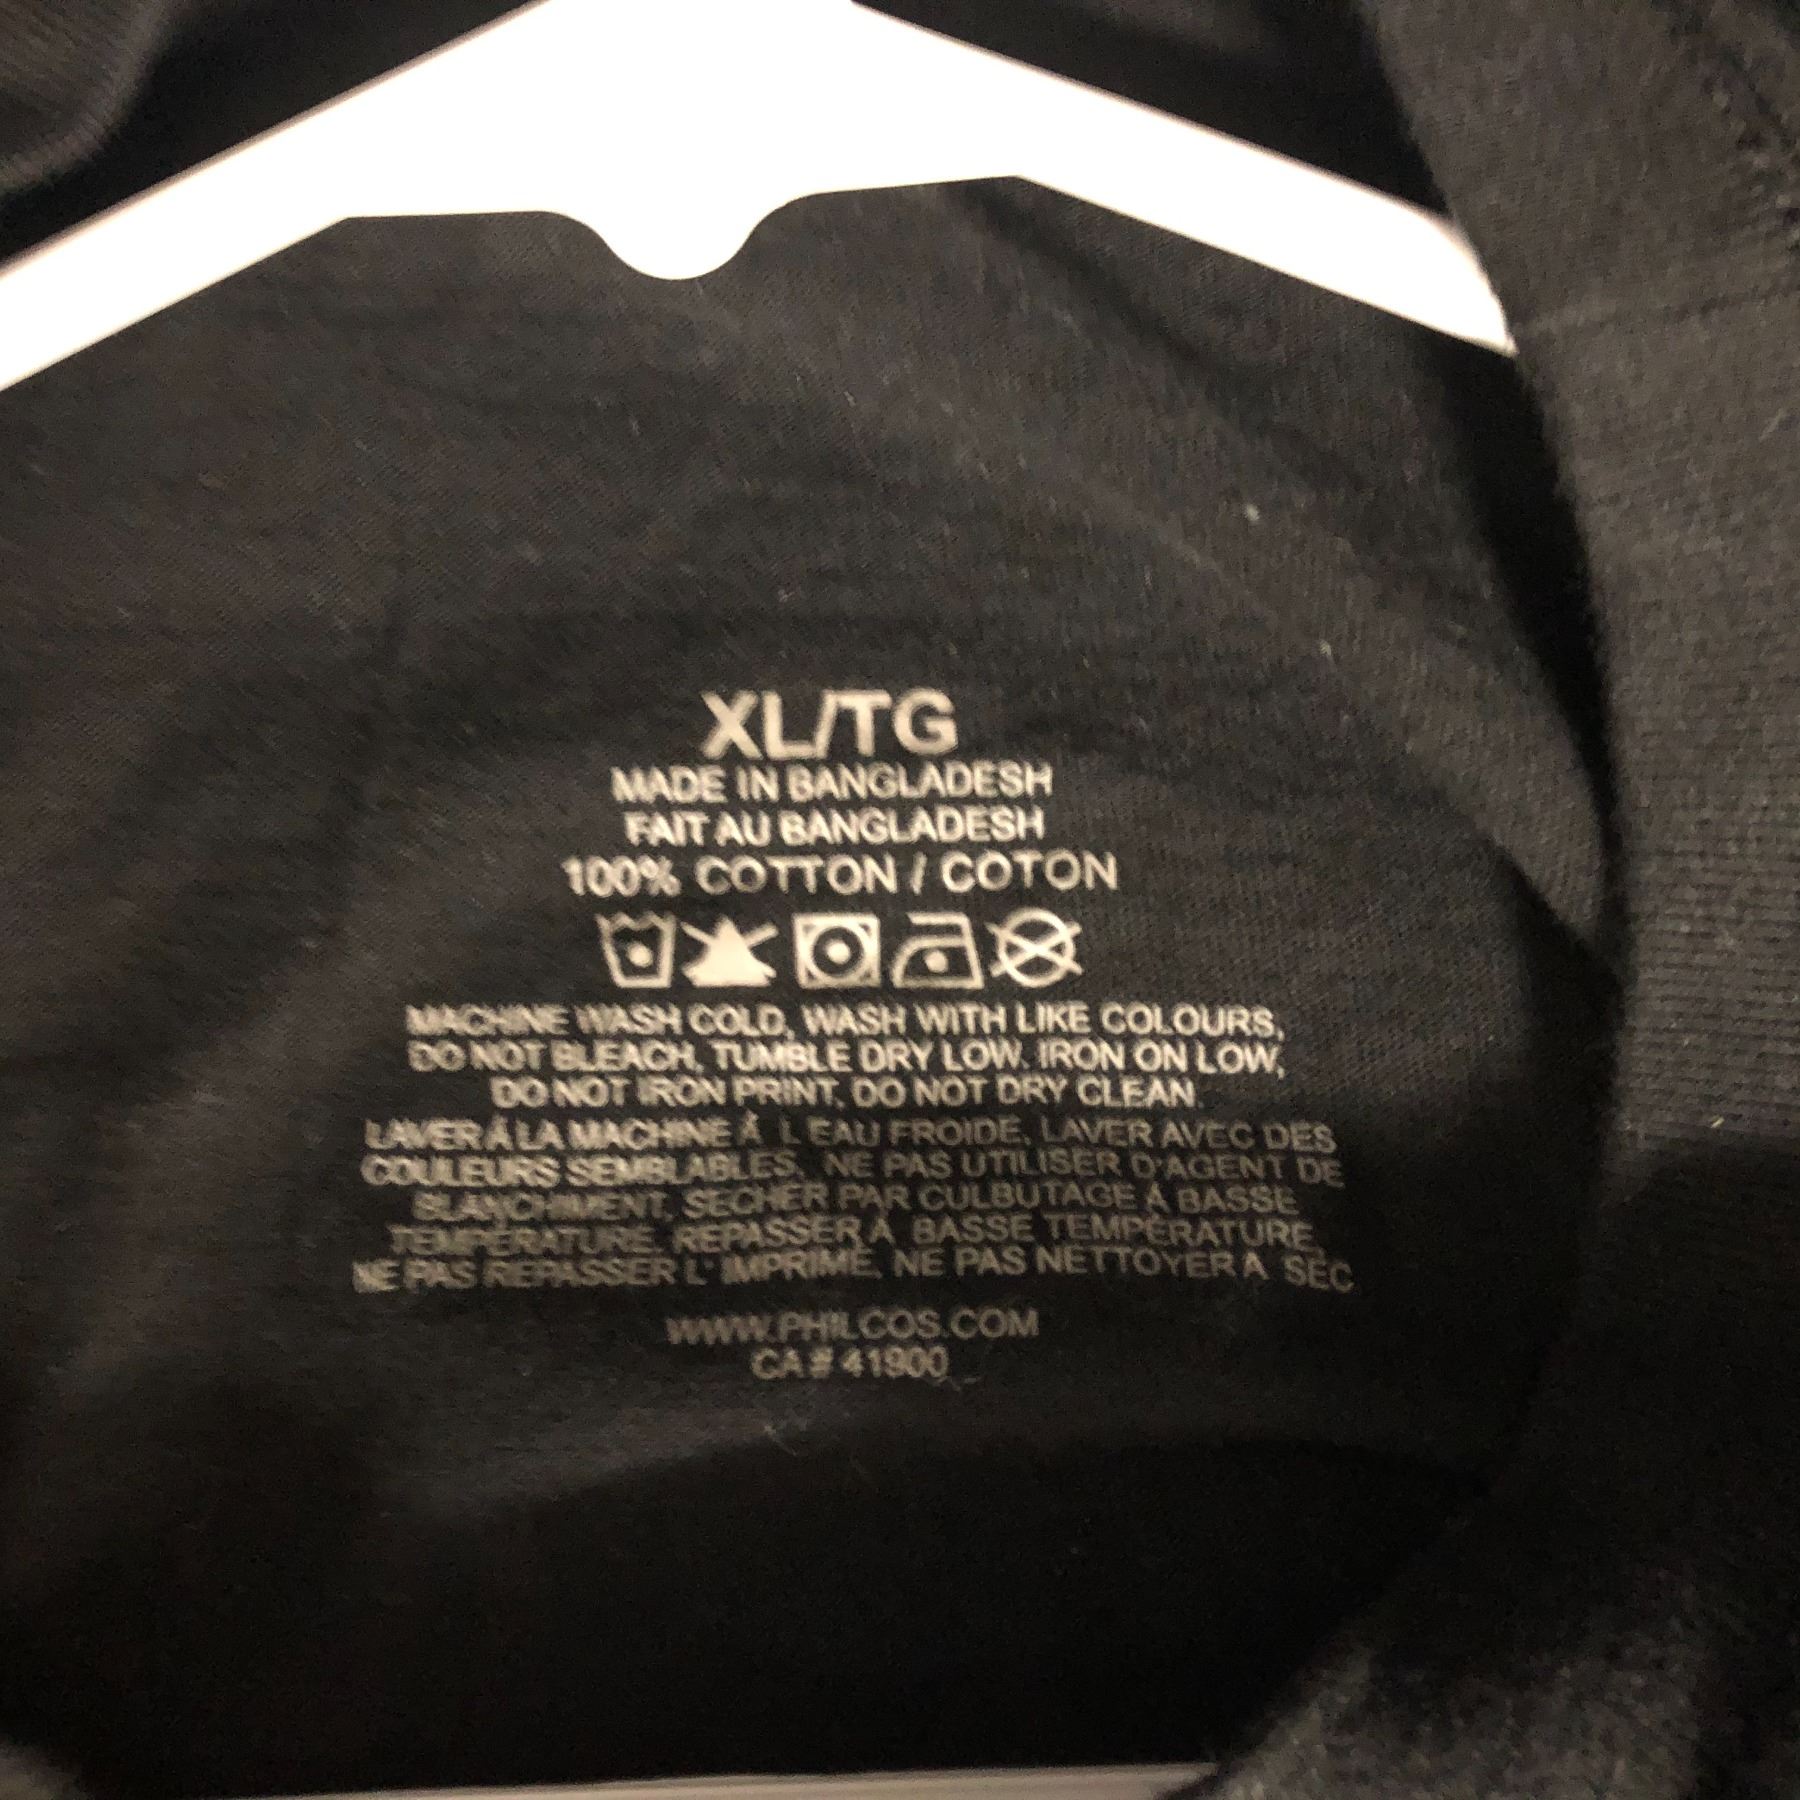 XL/TG
MADE IN BANGLADESH
FAIT AU BANGLADESH
100% COTTON / COTON
MACHINE WASH COLD, WASH WITH LIKE COLOURS,
DO NOT BLEACH, TUMBLE DRY LOW, IRON ON LOW,
DO NOT IRON PRINT, DO NOT DRY CLEAN.
LAVER À LA MACHINE À L EAU FROIDE, LAVER AVEC DES
COULEURS SEMBLABLES, NE PAS UTILISER D'AGENT DE
BLANCHIMENT, SÉCHER PAR CULBUTAGE À BASSE
TEMPÉRATURE, REPASSER À BASSE TEMPÉRATURE,
NE PAS REPASSER L' IMPRIMÉ, NE PAS NETTOYER À SEC
WWW.PHILCOS.COM
CA # 41900